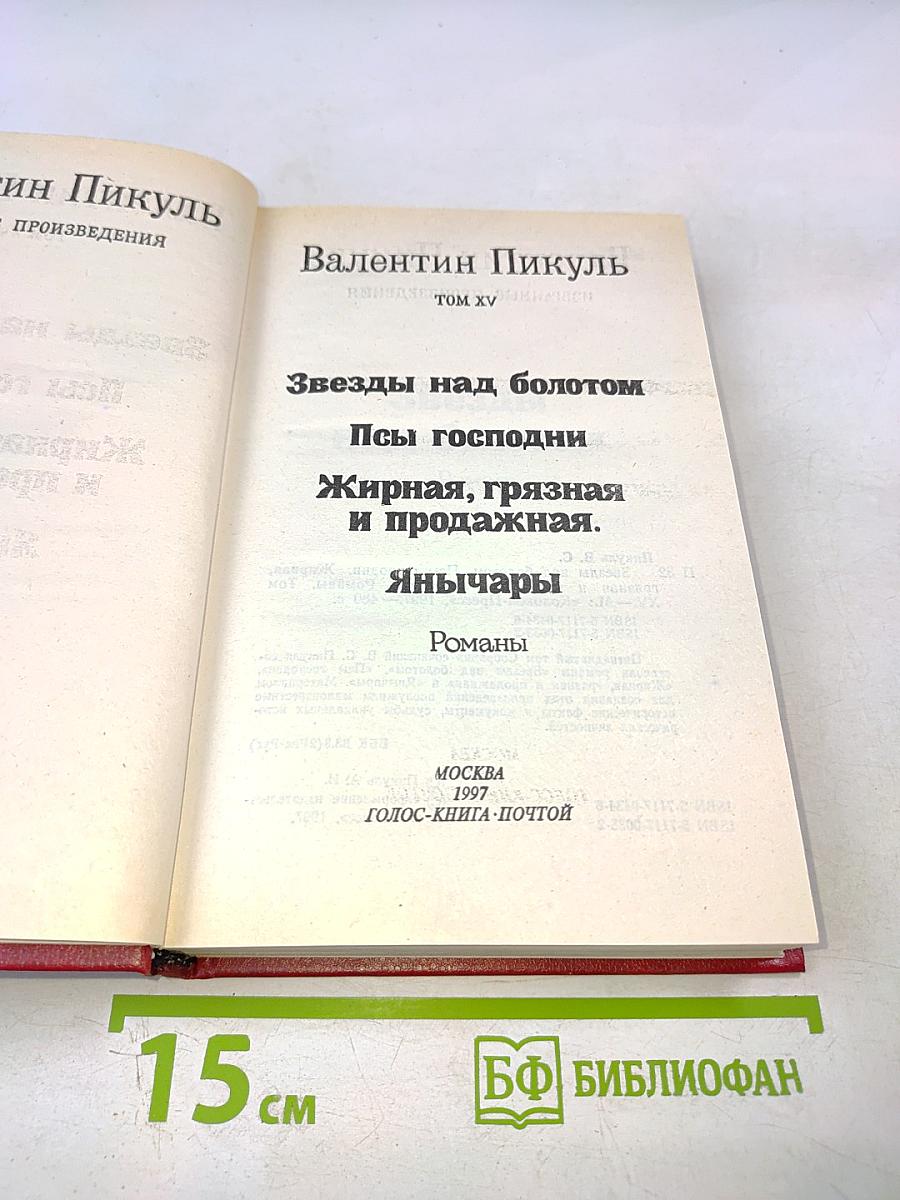 тин Пикуль
ПРОИЗВЕДЕНИЯ
Валентин Пикуль
ТОМ XV
Звезды над болотом
Псы господни
Жирная, грязная
и продажная.
Янычары
Романы
МОСКВА
1997
ГОЛОС-КНИГА·ПОЧТОЙ
15 см
БФ БИБЛИОФАН